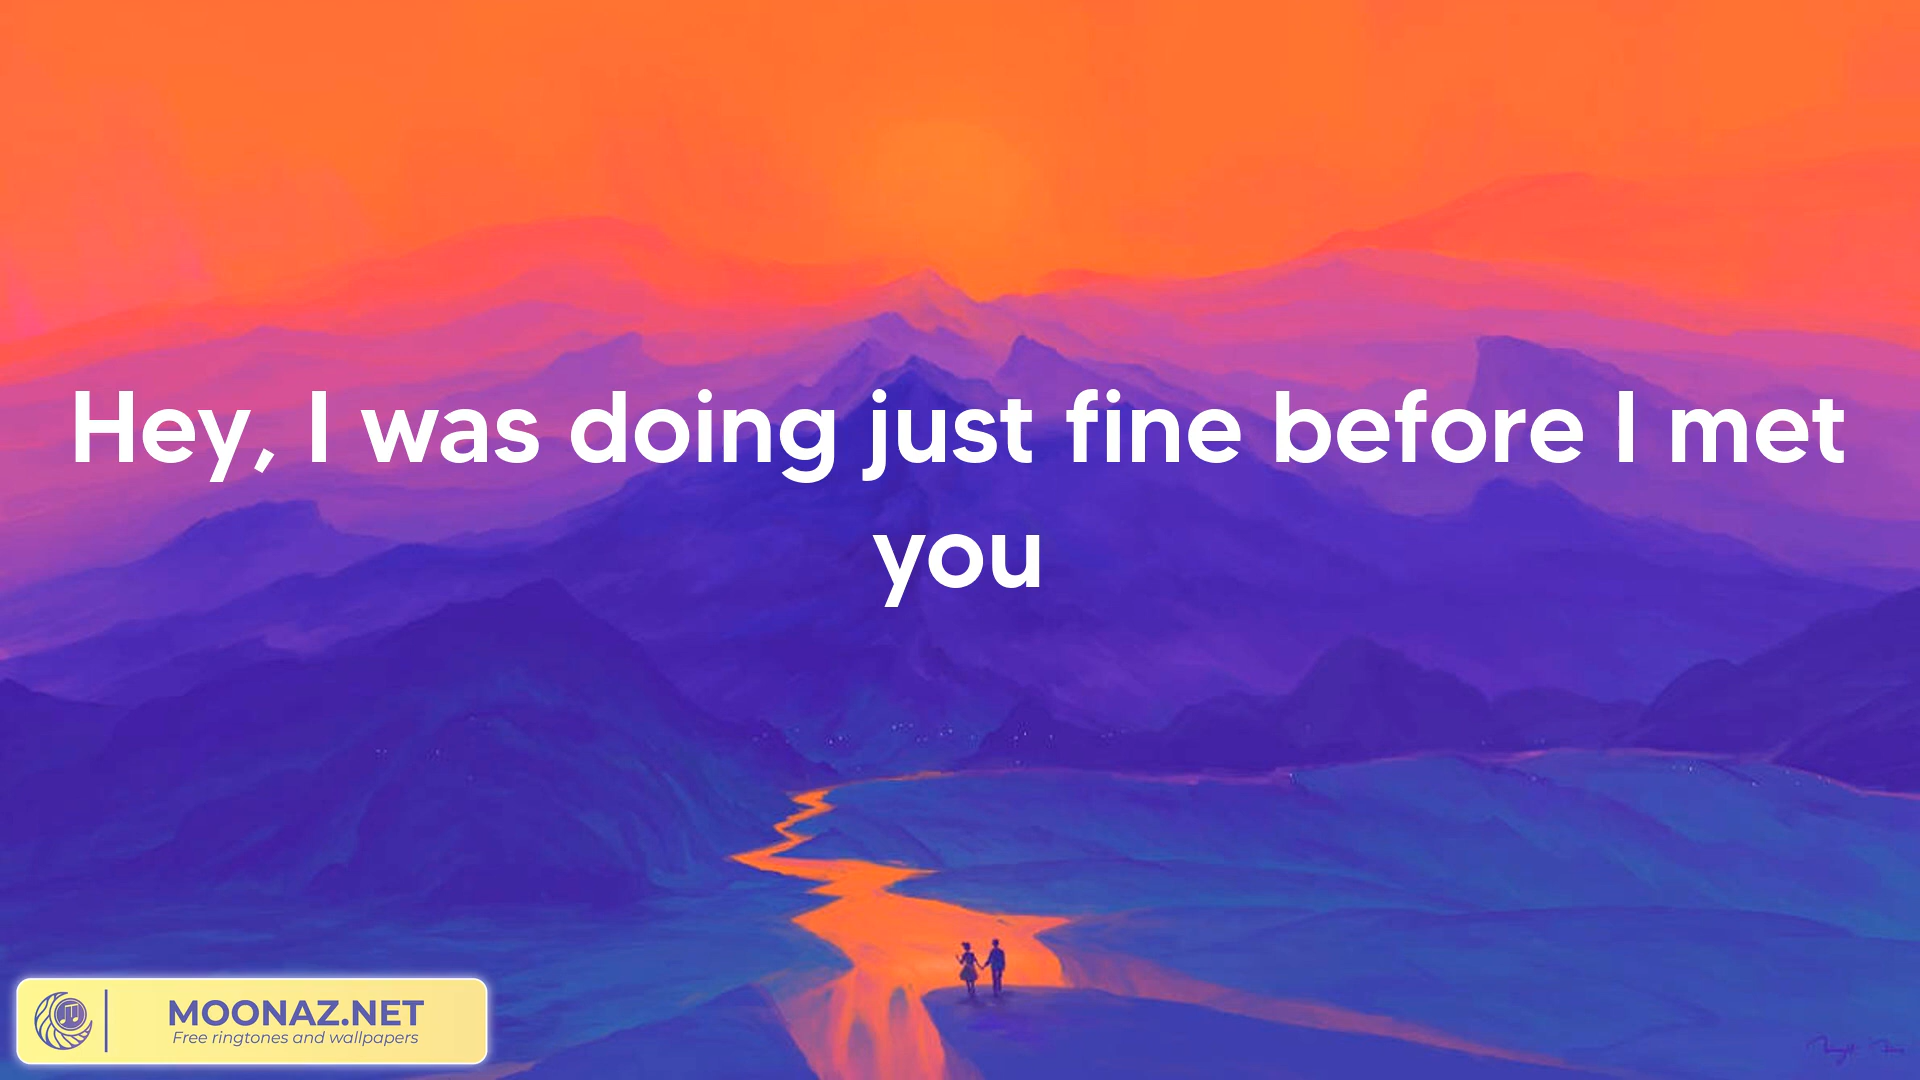 Hey, I was doing just fine before I met
you
MOONAZ.NET
Free ringtones and wallpapers